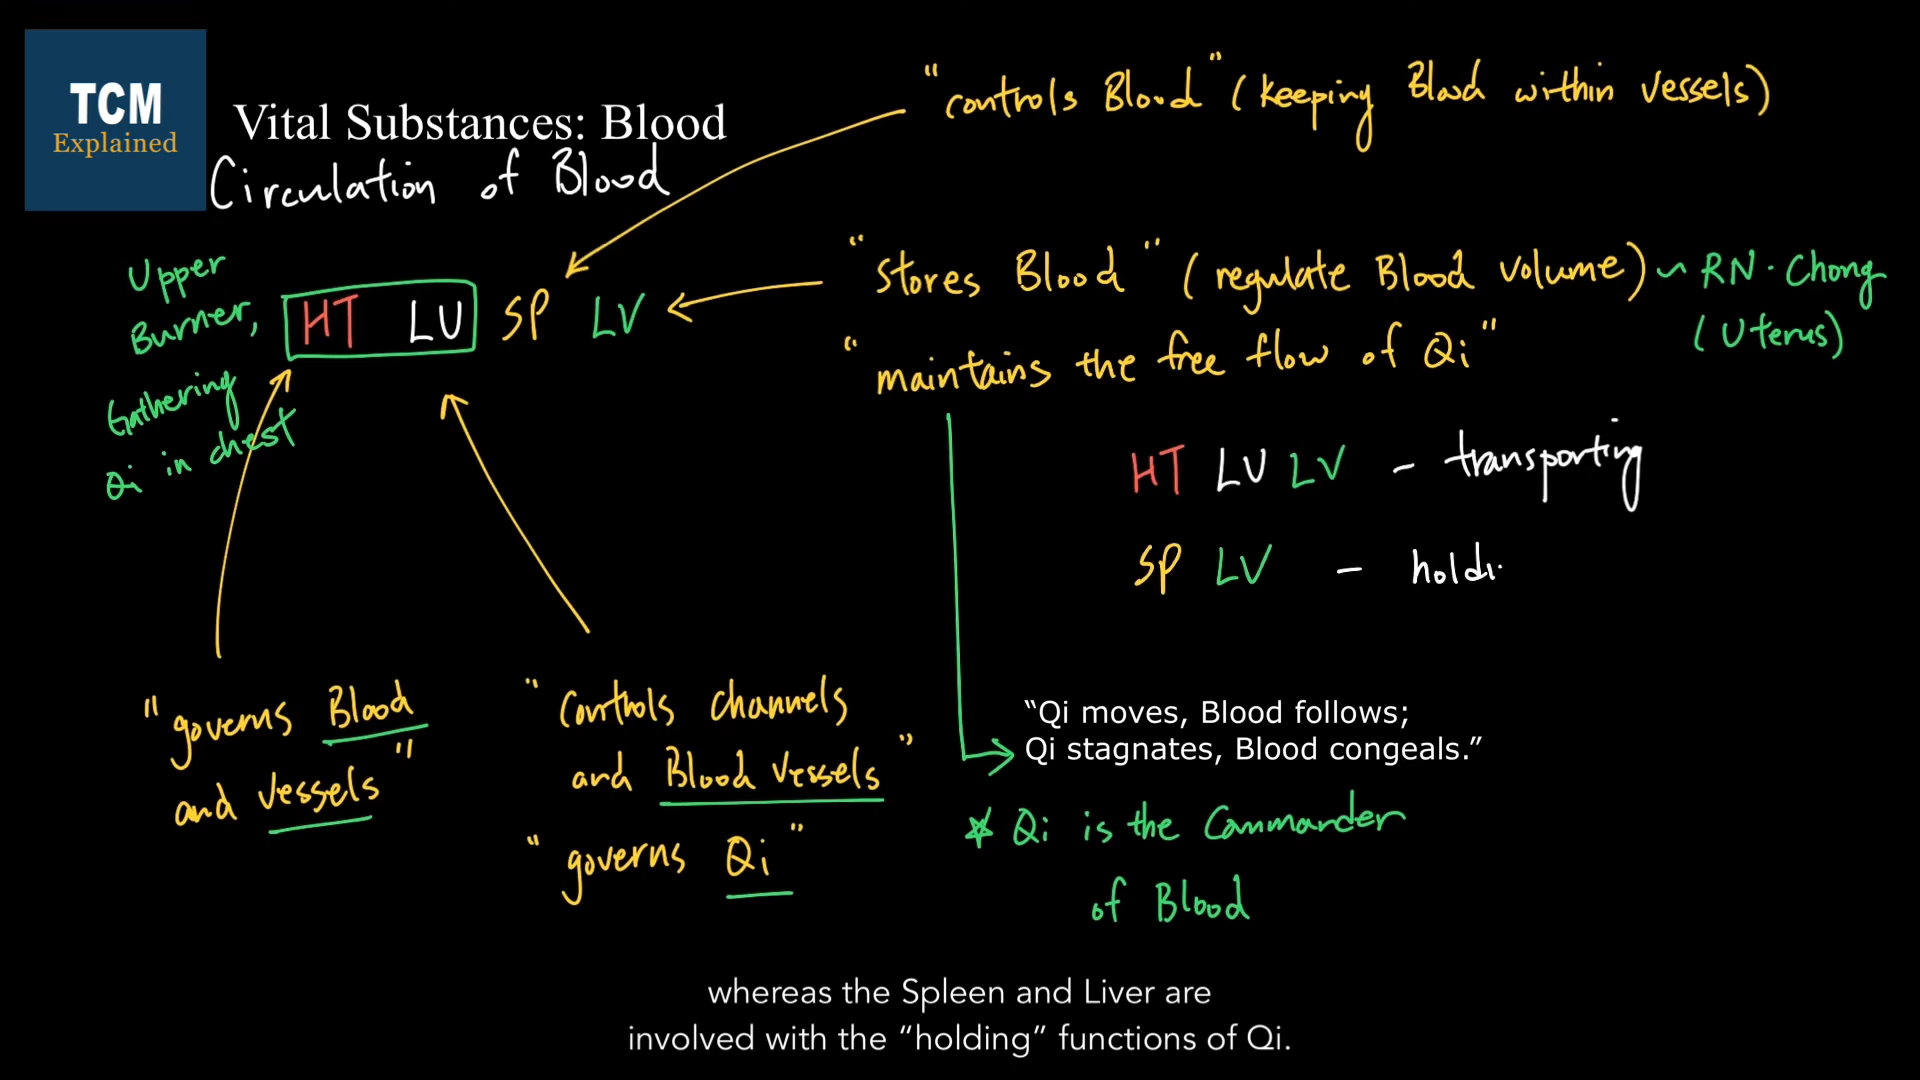 TCM
Explained
Vital Substances: Blood
Circulation of Blood
"controls Blood" (keeping Blood within vessels)
Upper
Burner,
Gathering
Qi in chest
HT LU SP LV
"stores Blood" (regulate Blood volume) ~ RN. Chong
(Uterus)
"maintains the free flow of Qi"
HT LU LV - transporting
SP LV - holdi
"governs Blood
and vessels"
"controls channels
and Blood vessels"
"governs Qi"
“Qi moves, Blood follows;
Qi stagnates, Blood congeals.”
* Qi is the Commander
of Blood
whereas the Spleen and Liver are
involved with the “holding” functions of Qi.